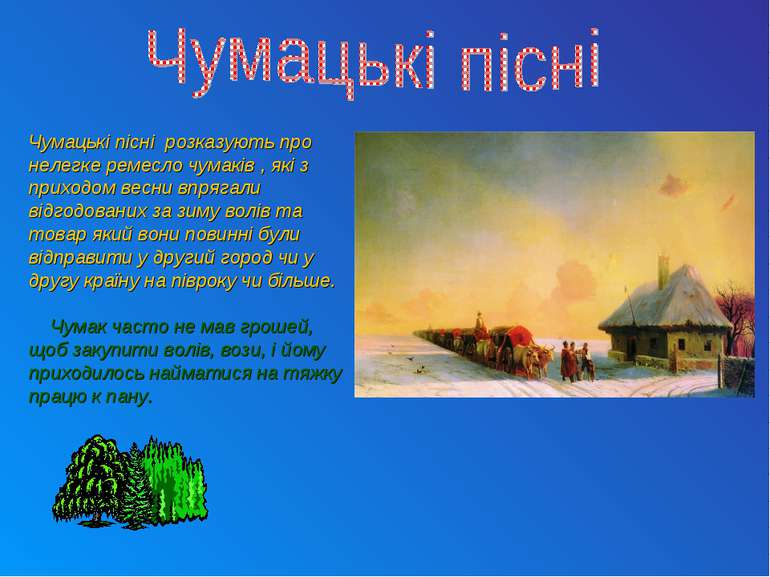 Чумацькі пісні
Чумацькі пісні розказують про
нелегке ремесло чумаків , які з
приходом весни впрягали
відгодованих за зиму волів та
товар який вони повинні були
відправити у другий город чи у
другу країну на півроку чи більше.
Чумак часто не мав грошей,
щоб закупити волів, вози, і йому
приходилось найматися на тяжку
працю к пану.